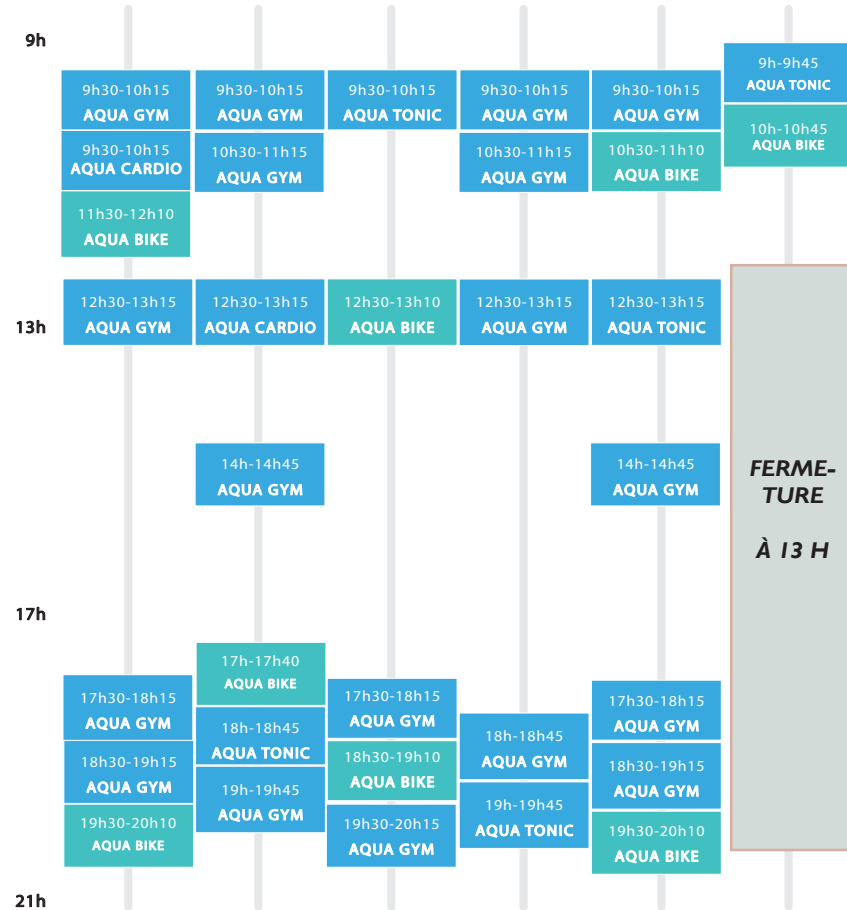 9h
9h-9h45
AQUA TONIC
9h30-10h15
AQUA GYM
9h30-10h15
AQUA GYM
9h30-10h15
AQUA TONIC
9h30-10h15
AQUA GYM
9h30-10h15
AQUA GYM
10h-10h45
AQUA BIKE
9h30-10h15
AQUA CARDIO
10h30-11h15
AQUA GYM
10h30-11h15
AQUA GYM
10h30-11h10
AQUA BIKE
11h30-12h10
AQUA BIKE
13h
12h30-13h15
AQUA GYM
12h30-13h15
AQUA CARDIO
12h30-13h10
AQUA BIKE
12h30-13h15
AQUA GYM
12h30-13h15
AQUA TONIC
14h-14h45
AQUA GYM
14h-14h45
AQUA GYM
FERME-
TURE
À 13 H
17h
17h-17h40
AQUA BIKE
17h30-18h15
AQUA GYM
17h30-18h15
AQUA GYM
17h30-18h15
AQUA GYM
18h-18h45
AQUA TONIC
18h-18h45
AQUA GYM
18h30-19h15
AQUA GYM
18h30-19h10
AQUA BIKE
18h30-19h15
AQUA GYM
19h-19h45
AQUA GYM
19h-19h45
AQUA TONIC
19h30-20h10
AQUA BIKE
19h30-20h15
AQUA GYM
19h30-20h10
AQUA BIKE
21h